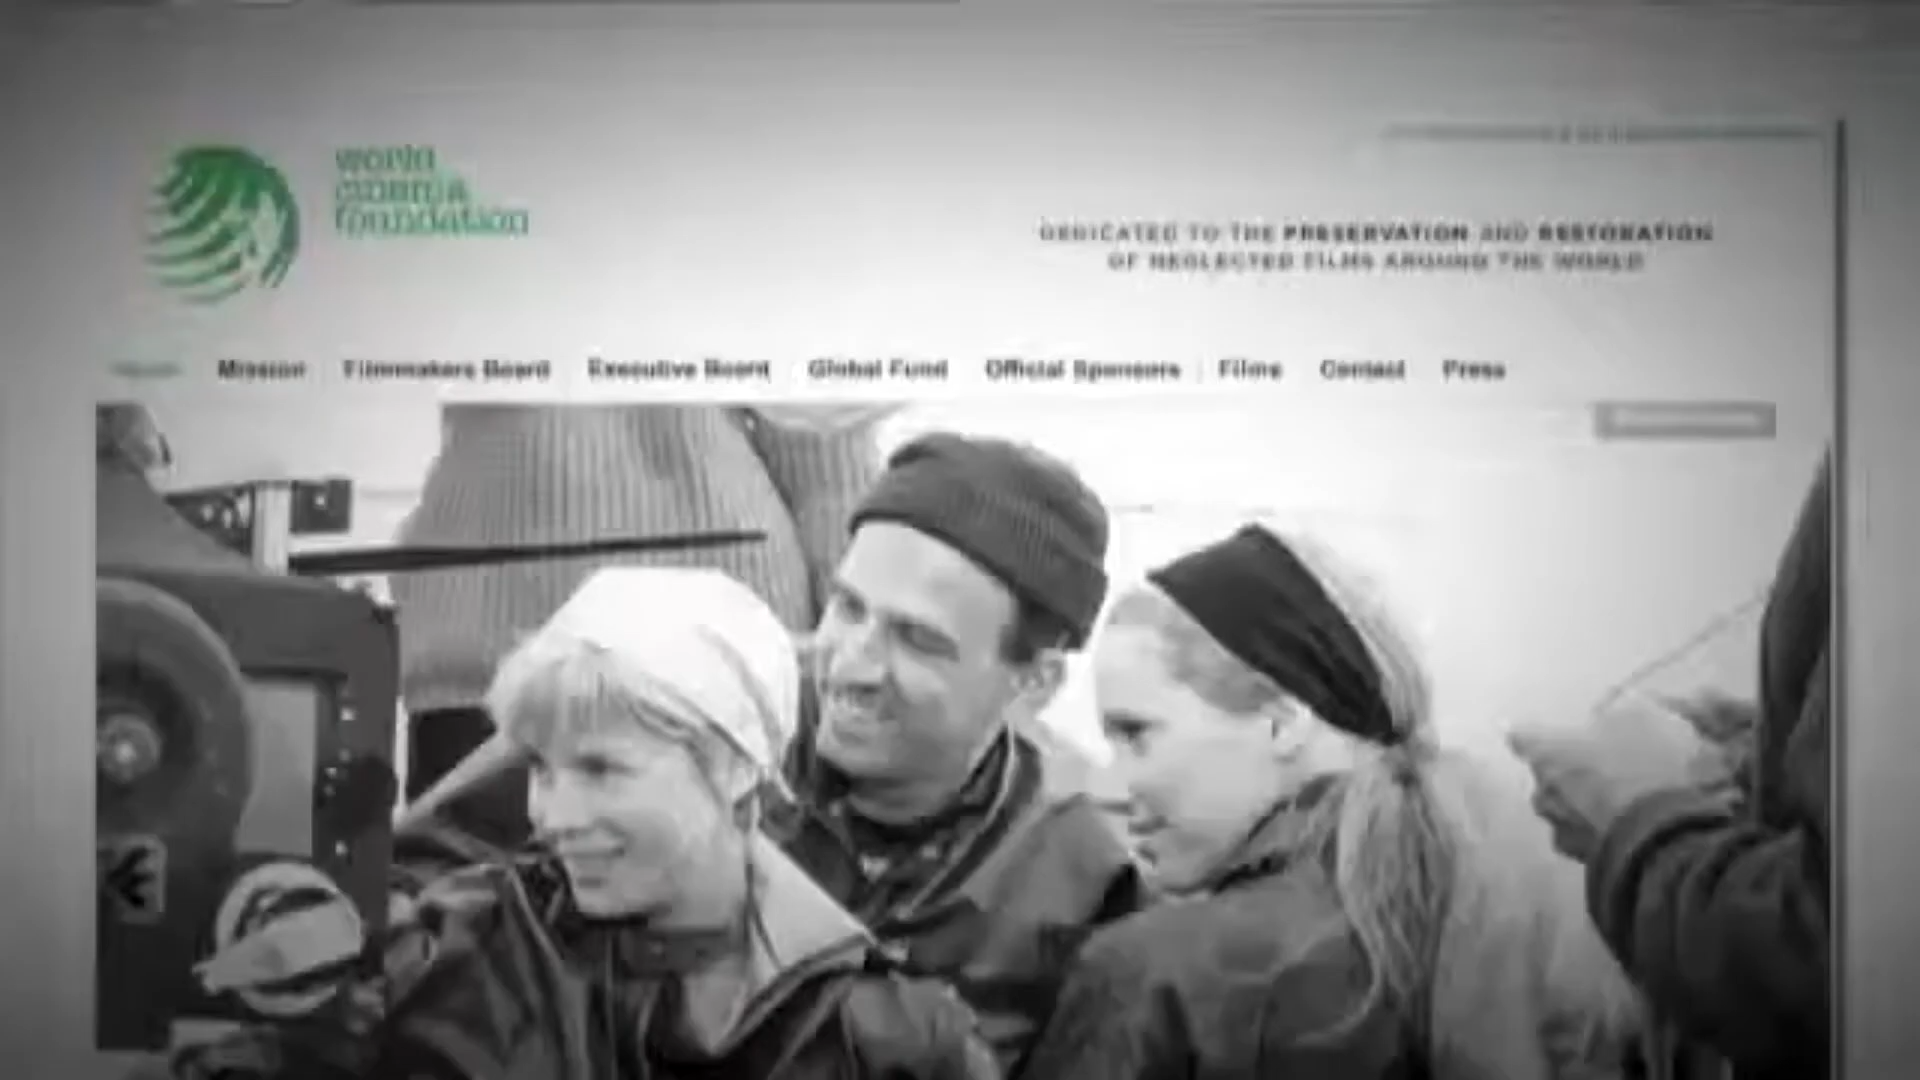 world
cinema
foundation
DEDICATED TO THE PRESERVATION AND RESTORATION
OF NEGLECTED FILMS AROUND THE WORLD
Home Mission Filmmakers Board Executive Board Global Fund Official Sponsors Films Contact Press